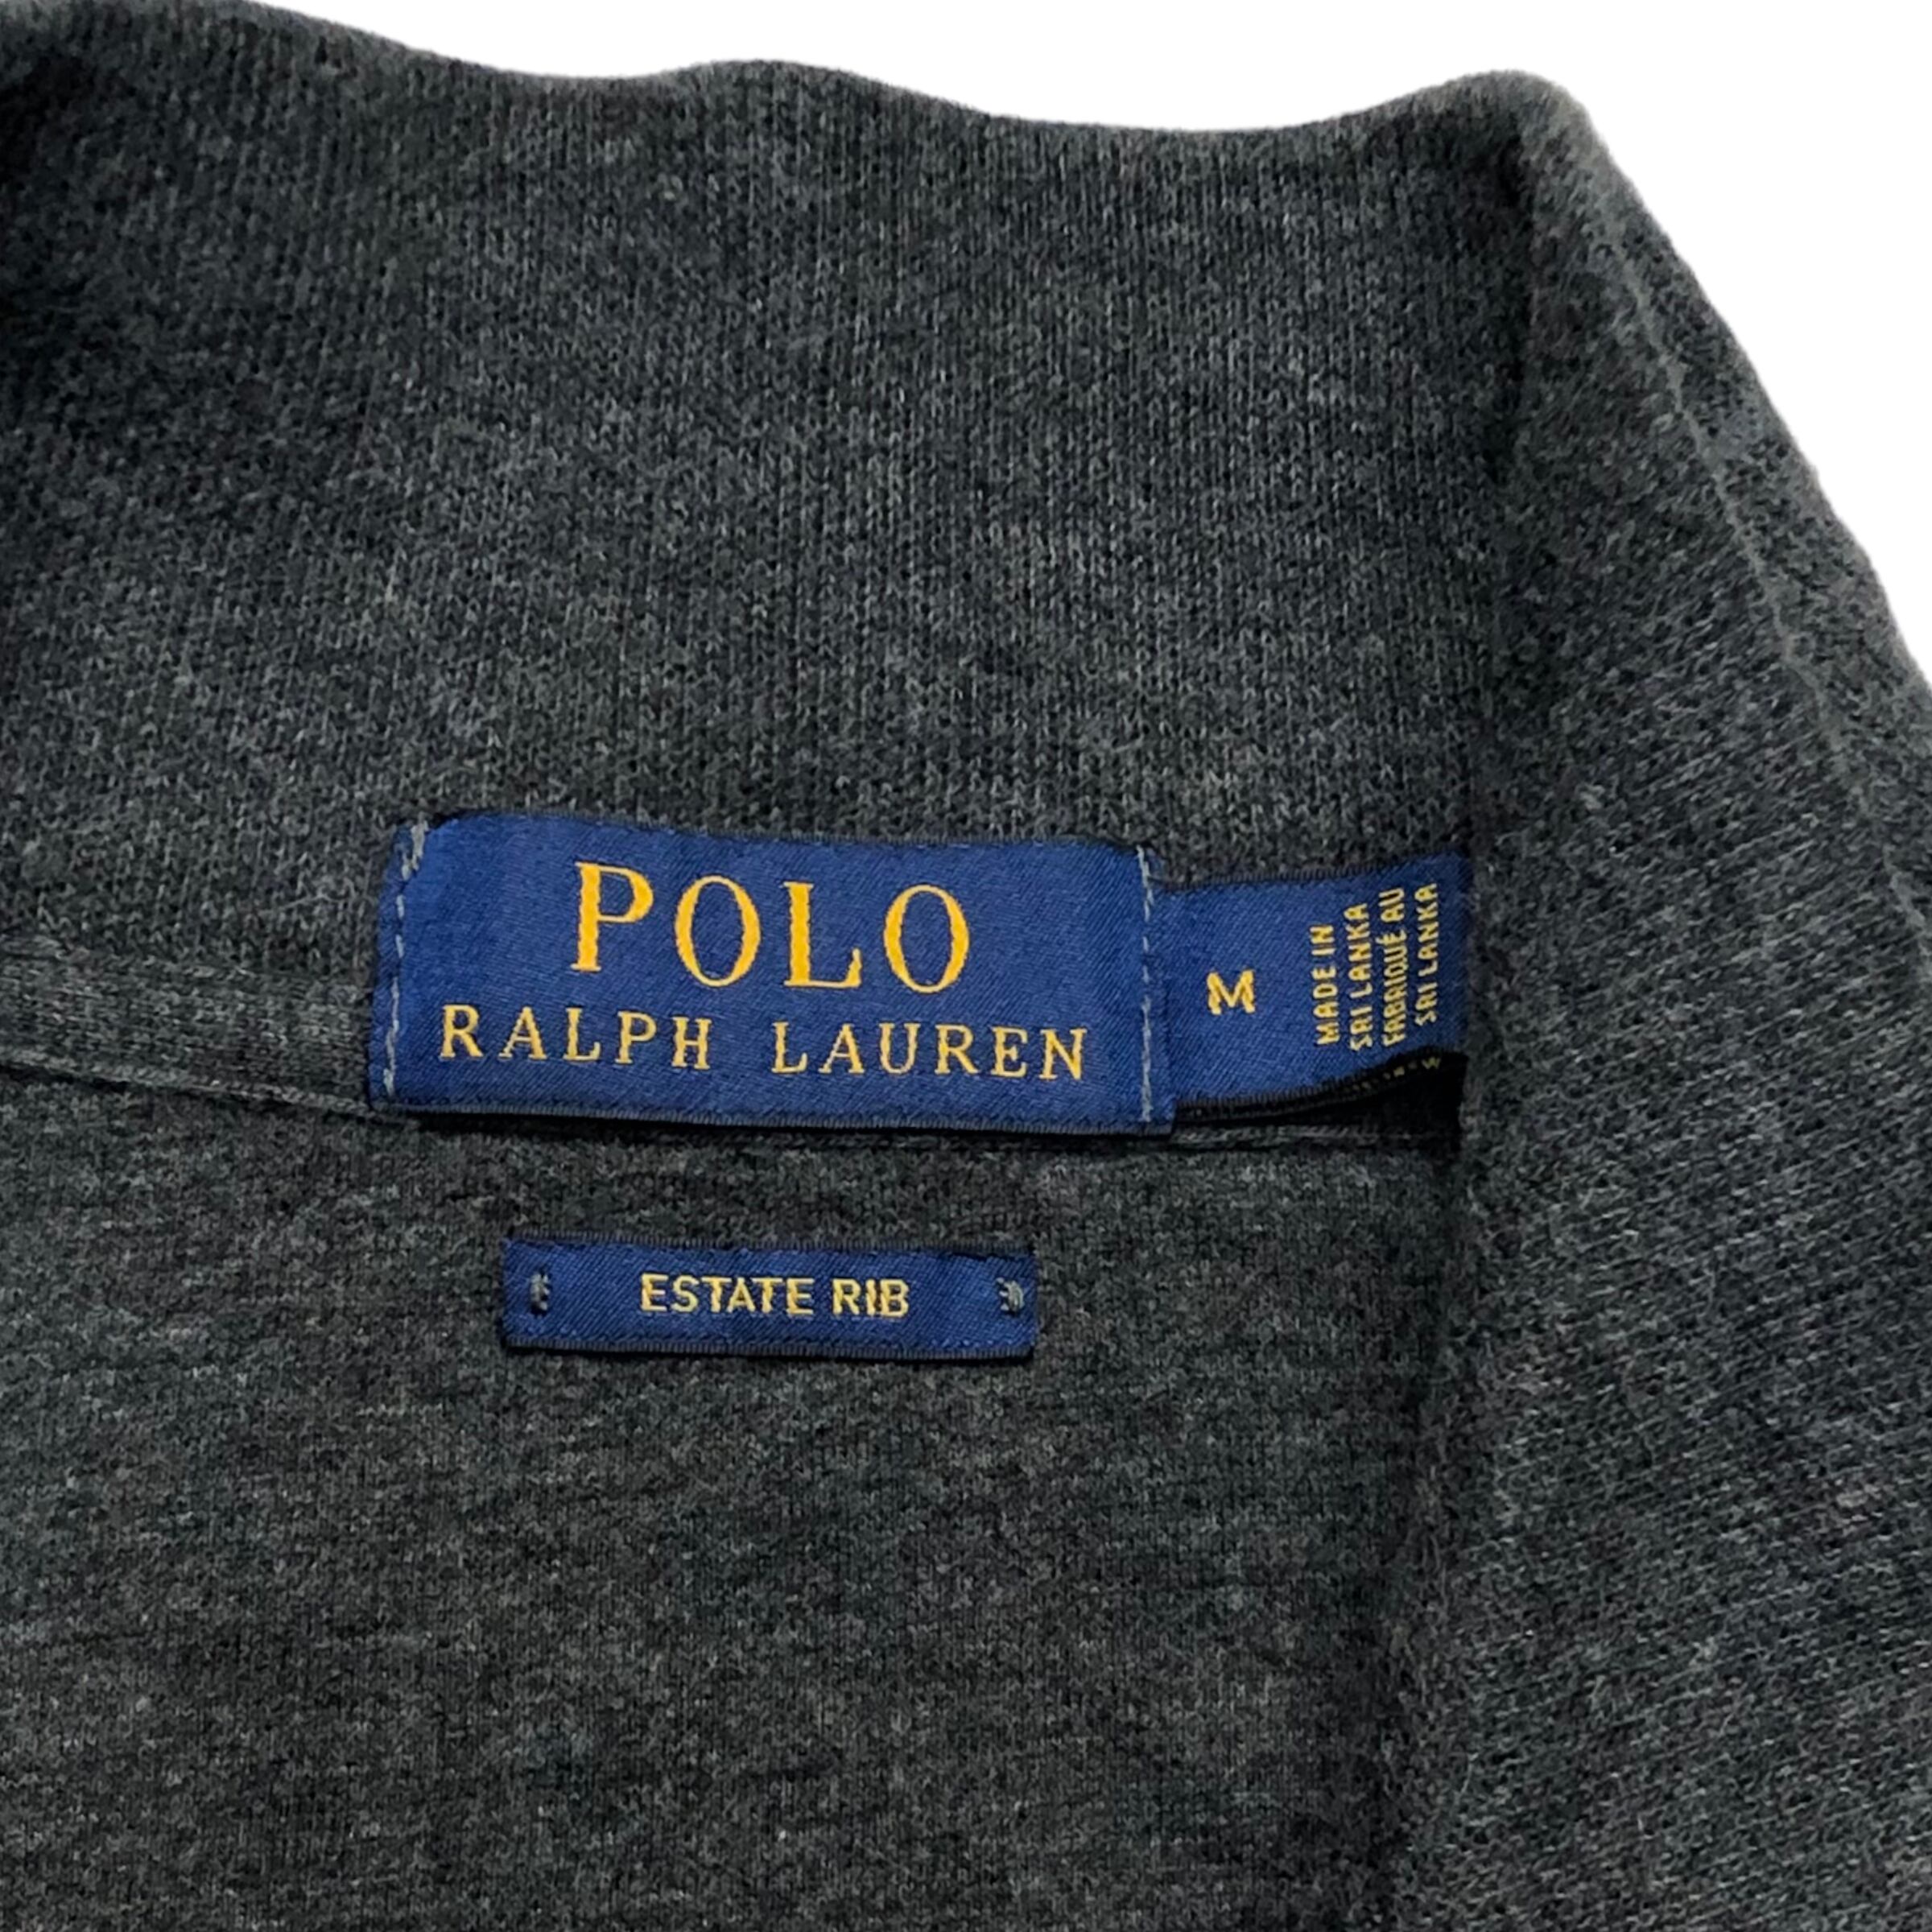 POLO
RALPH LAUREN
M
MADE IN
SRI LANKA
FABRIQUÉ AU
SRI LANKA
ESTATE RIB